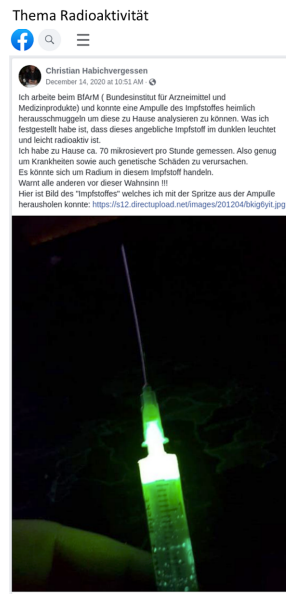 Thema Radioaktivität
Christian Habichvergessen
December 14, 2020 at 10:51 AM ·
Ich arbeite beim BfArM ( Bundesinstitut für Arzneimittel und
Medizinprodukte) und konnte eine Ampulle des Impfstoffes heimlich
herausschmuggeln um diese zu Hause analysieren zu können. Was ich
festgestellt habe ist, dass dieses angebliche Impfstoff im dunklen leuchtet
und leicht radioaktiv ist.
Ich habe zu Hause ca. 70 mikrosievert pro Stunde gemessen. Also genug
um Krankheiten sowie auch genetische Schäden zu verursachen.
Es könnte sich um Radium in diesem Impfstoff handeln.
Warnt alle anderen vor dieser Wahnsinn !!!
Hier ist Bild des "Impfstoffes" welches ich mit der Spritze aus der Ampulle
herausholen konnte: https://s12.directupload.net/images/201204/bkig6yit.jpg